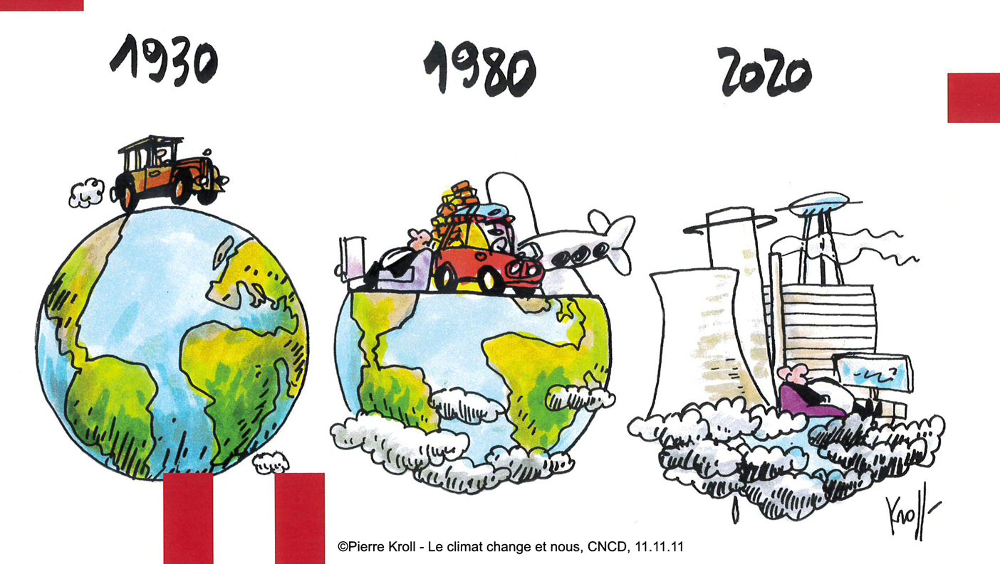 1930
1980
2020
Kroll
©Pierre Kroll - Le climat change et nous, CNCD, 11.11.11